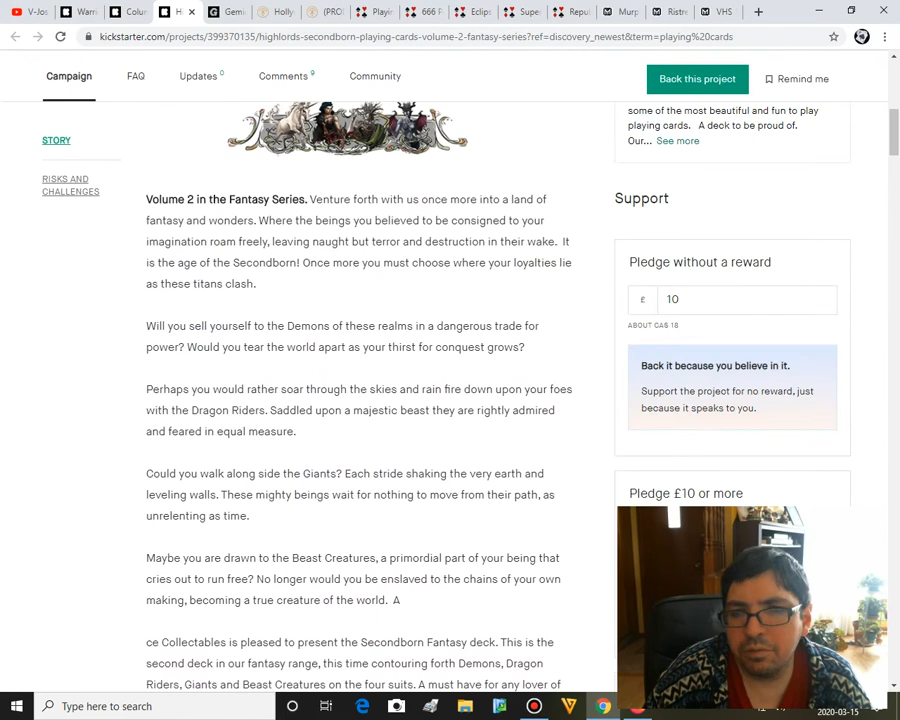 V-Jos
Warri
Colur
H
Gemi
Holly
(PRO
Playin
666 P
Eclips
Super
Repul
Murp
Ristre
VHS
kickstarter.com/projects/399370135/highlords-secondborn-playing-cards-volume-2-fantasy-series?ref=discovery_newest&term=playing%20cards
Campaign FAQ Updates 0 Comments 9 Community
Back this project Remind me
STORY
RISKS AND
CHALLENGES
Volume 2 in the Fantasy Series. Venture forth with us once more into a land of
fantasy and wonders. Where the beings you believed to be consigned to your
imagination roam freely, leaving naught but terror and destruction in their wake. It
is the age of the Secondborn! Once more you must choose where your loyalties lie
as these titans clash.
Will you sell yourself to the Demons of these realms in a dangerous trade for
power? Would you tear the world apart as your thirst for conquest grows?
Perhaps you would rather soar through the skies and rain fire down upon your foes
with the Dragon Riders. Saddled upon a majestic beast they are rightly admired
and feared in equal measure.
Could you walk along side the Giants? Each stride shaking the very earth and
leveling walls. These mighty beings wait for nothing to move from their path, as
unrelenting as time.
Maybe you are drawn to the Beast Creatures, a primordial part of your being that
cries out to run free? No longer would you be enslaved to the chains of your own
making, becoming a true creature of the world. A
ce Collectables is pleased to present the Secondborn Fantasy deck. This is the
second deck in our fantasy range, this time contouring forth Demons, Dragon
Riders, Giants and Beast Creatures on the four suits. A must have for any lover of
some of the most beautiful and fun to play
playing cards. A deck to be proud of.
Our... See more
Support
Pledge without a reward
£ 10
ABOUT CA$ 18
Back it because you believe in it.
Support the project for no reward, just
because it speaks to you.
Pledge £10 or more
Type here to search
2020-03-15